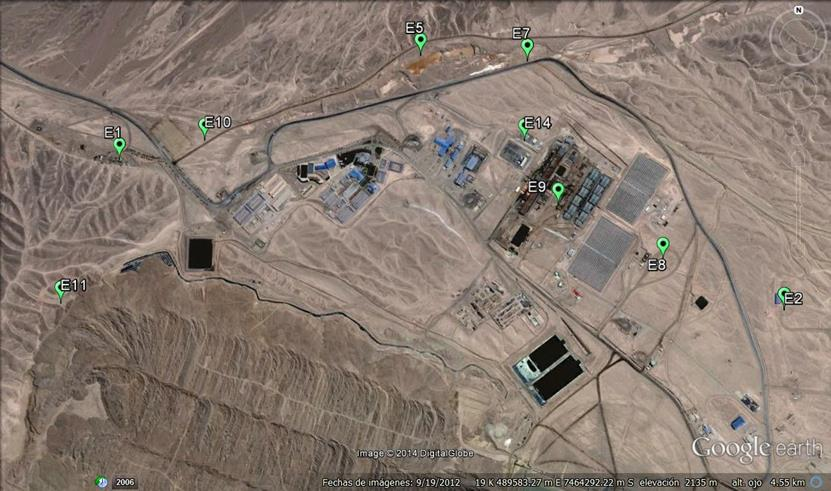 N
E5
E7
E10
E14
E1
E9
E8
E11
E2
Image © 2014 DigitalGlobe
Google earth
2006
Fechas de imágenes: 9/19/2012 19 K 489583.27 m E 7464292.22 m S elevación 2135 m alt. ojo 4.55 km